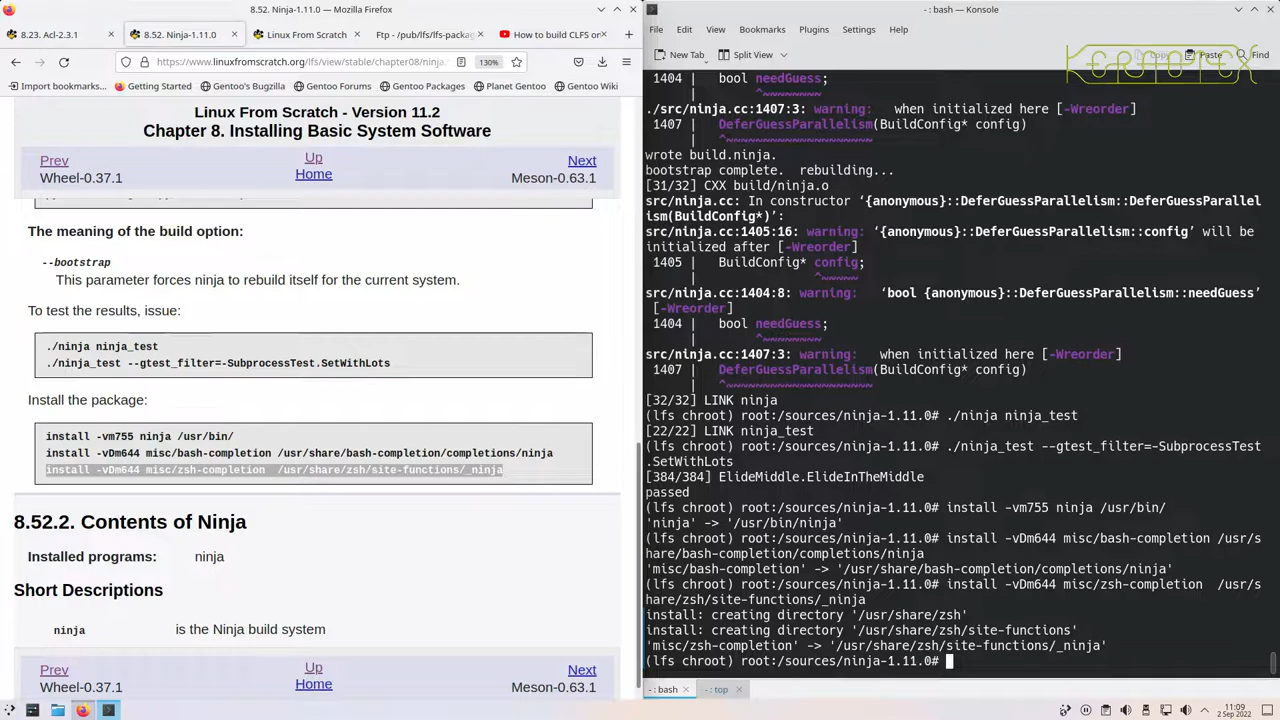 8.52. Ninja-1.11.0 — Mozilla Firefox
8.23. Acl-2.3.1
8.52. Ninja-1.11.0
Linux From Scratch
Ftp - /pub/lfs/lfs-packag
How to build CLFS on
https://www.linuxfromscratch.org/lfs/view/stable/chapter08/ninja.
Import bookmarks...
Getting Started
Gentoo's Bugzilla
Gentoo Forums
Gentoo Packages
Planet Gentoo
Gentoo Wiki
Linux From Scratch - Version 11.2
Chapter 8. Installing Basic System Software
Prev
Up
Next
Wheel-0.37.1
Home
Meson-0.63.1
The meaning of the build option:
--bootstrap
This parameter forces ninja to rebuild itself for the current system.
To test the results, issue:
./ninja ninja_test
./ninja_test --gtest_filter=-SubprocessTest.SetWithLots
Install the package:
install -vm755 ninja /usr/bin/
install -vDm644 misc/bash-completion /usr/share/bash-completion/completions/ninja
install -vDm644 misc/zsh-completion  /usr/share/zsh/site-functions/_ninja
8.52.2. Contents of Ninja
Installed programs: ninja
Short Descriptions
ninja is the Ninja build system
Prev
Up
Next
Wheel-0.37.1
Home
Meson-0.63.1
- : bash — Konsole
File Edit View Bookmarks Plugins Settings Help
New Tab
Split View
Paste
Find
KERNOTEX
1404 |   bool needGuess;
^~~~~~~~~
./src/ninja.cc:1407:3: warning:   when initialized here [-Wreorder]
1407 |   DeferGuessParallelism(BuildConfig* config)
^~~~~~~~~~~~~~~~~~~~~
wrote build.ninja.
bootstrap complete.  rebuilding...
[31/32] CXX build/ninja.o
src/ninja.cc: In constructor ‘{anonymous}::DeferGuessParallelism::DeferGuessParallel
ism(BuildConfig*)’:
src/ninja.cc:1405:16: warning: ‘{anonymous}::DeferGuessParallelism::config’ will be
initialized after [-Wreorder]
1405 |   BuildConfig* config;
^~~~~~
src/ninja.cc:1404:8: warning:   ‘bool {anonymous}::DeferGuessParallelism::needGuess’
[-Wreorder]
1404 |   bool needGuess;
^~~~~~~~~
src/ninja.cc:1407:3: warning:   when initialized here [-Wreorder]
1407 |   DeferGuessParallelism(BuildConfig* config)
^~~~~~~~~~~~~~~~~~~~~
[32/32] LINK ninja
(lfs chroot) root:/sources/ninja-1.11.0# ./ninja ninja_test
[22/22] LINK ninja_test
(lfs chroot) root:/sources/ninja-1.11.0# ./ninja_test --gtest_filter=-SubprocessTest
.SetWithLots
[384/384] ElideMiddle.ElideInTheMiddle
passed
(lfs chroot) root:/sources/ninja-1.11.0# install -vm755 ninja /usr/bin/
'ninja' -> '/usr/bin/ninja'
(lfs chroot) root:/sources/ninja-1.11.0# install -vDm644 misc/bash-completion /usr/s
hare/bash-completion/completions/ninja
'misc/bash-completion' -> '/usr/share/bash-completion/completions/ninja'
(lfs chroot) root:/sources/ninja-1.11.0# install -vDm644 misc/zsh-completion  /usr/s
hare/zsh/site-functions/_ninja
install: creating directory '/usr/share/zsh'
install: creating directory '/usr/share/zsh/site-functions'
'misc/zsh-completion' -> '/usr/share/zsh/site-functions/_ninja'
(lfs chroot) root:/sources/ninja-1.11.0#
- : bash
- : top
11:09
2 Sep 2022